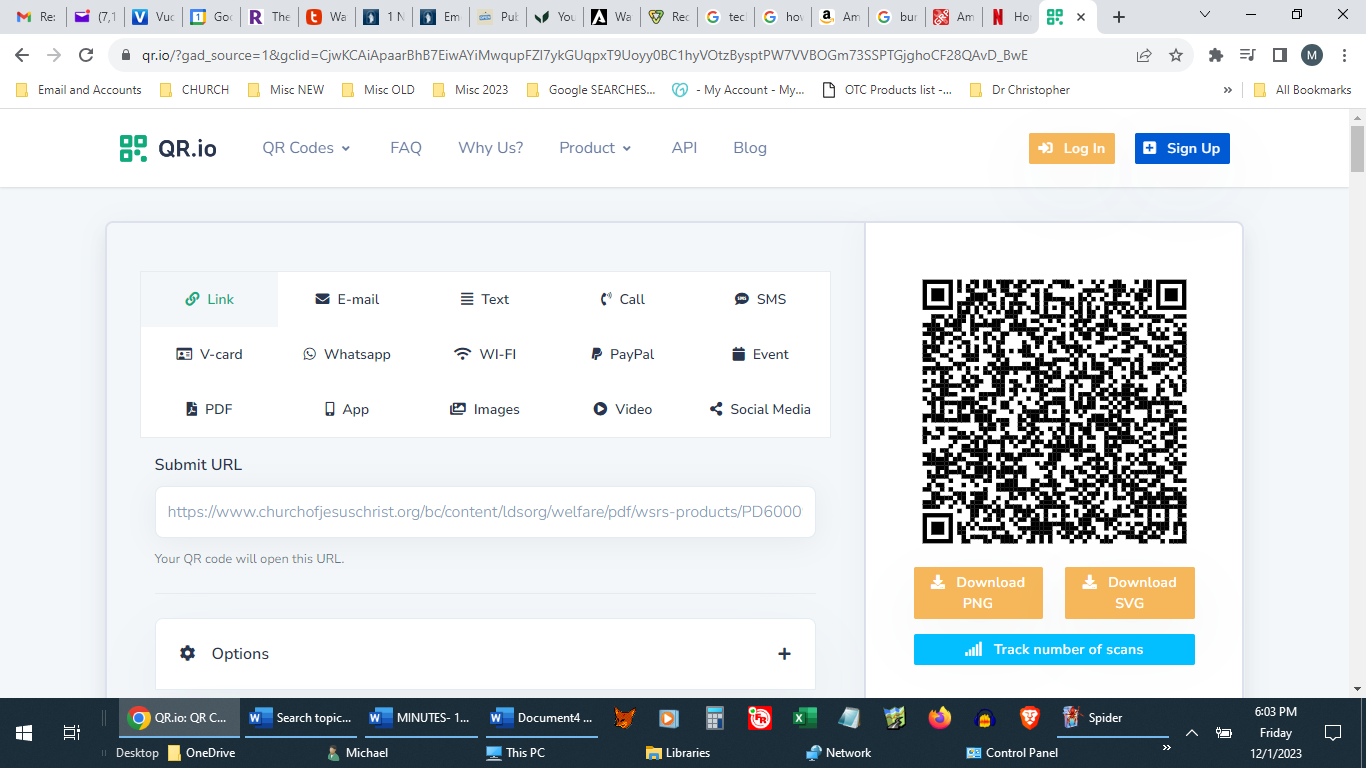 Re:
(7,1
Vuc
Goo
The
Wa
1 N
Em
Pub
You
Wa
Rec
tec
hov
Am
bur
Am
Hor
qr.io/?gad_source=1&gclid=CjwKCAiApaarBhB7EiwAYiMwqupFZI7ykGUqpxT9Uoyy0BC1hyVOtzBysptPW7VVBOGm73SSPTGjghoCF28QAvD_BwE
M
Email and Accounts
CHURCH
Misc NEW
Misc OLD
Misc 2023
Google SEARCHES...
- My Account - My...
OTC Products list -...
Dr Christopher
»
All Bookmarks
QR.io
QR Codes
FAQ
Why Us?
Product
API
Blog
Log In
Sign Up
Link
E-mail
Text
Call
SMS
V-card
Whatsapp
WI-FI
PayPal
Event
PDF
App
Images
Video
Social Media
Submit URL
https://www.churchofjesuschrist.org/bc/content/ldsorg/welfare/pdf/wsrs-products/PD6000
Your QR code will open this URL.
Options
Download PNG
Download SVG
Track number of scans
QR.io: QR C...
Search topic...
MINUTES- 1...
Document4 ...
Spider
Desktop
OneDrive
Michael
This PC
Libraries
Network
Control Panel
»
6:03 PM
Friday
12/1/2023